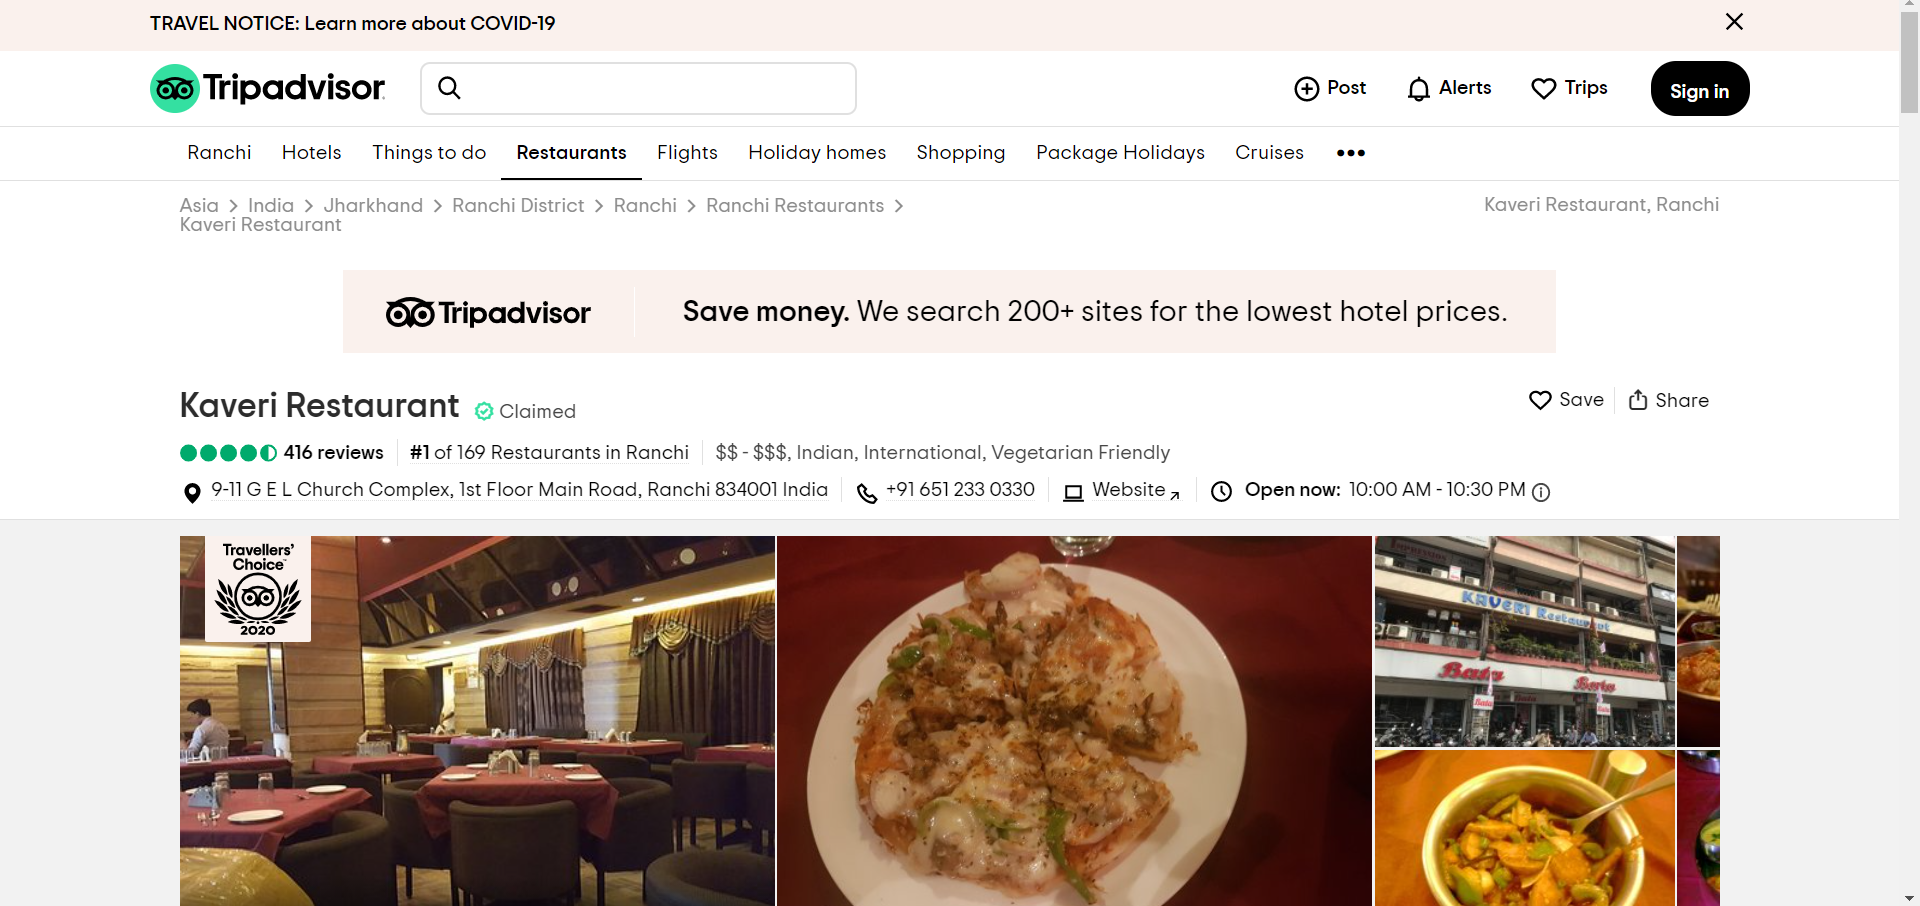 TRAVEL NOTICE: Learn more about COVID-19
Tripadvisor
Post
Alerts
Trips
Sign in
Ranchi
Hotels
Things to do
Restaurants
Flights
Holiday homes
Shopping
Package Holidays
Cruises
Asia > India > Jharkhand > Ranchi District > Ranchi > Ranchi Restaurants >
Kaveri Restaurant
Kaveri Restaurant, Ranchi
Tripadvisor
Save money. We search 200+ sites for the lowest hotel prices.
Kaveri Restaurant
Claimed
Save
Share
416 reviews
#1 of 169 Restaurants in Ranchi
$$ - $$$, Indian, International, Vegetarian Friendly
9-11 G E L Church Complex, 1st Floor Main Road, Ranchi 834001 India
+91 651 233 0330
Website
Open now: 10:00 AM - 10:30 PM
Travellers'
Choice™
2020
KAVERI Restaurant
Bata
Bata
Bata
Bata